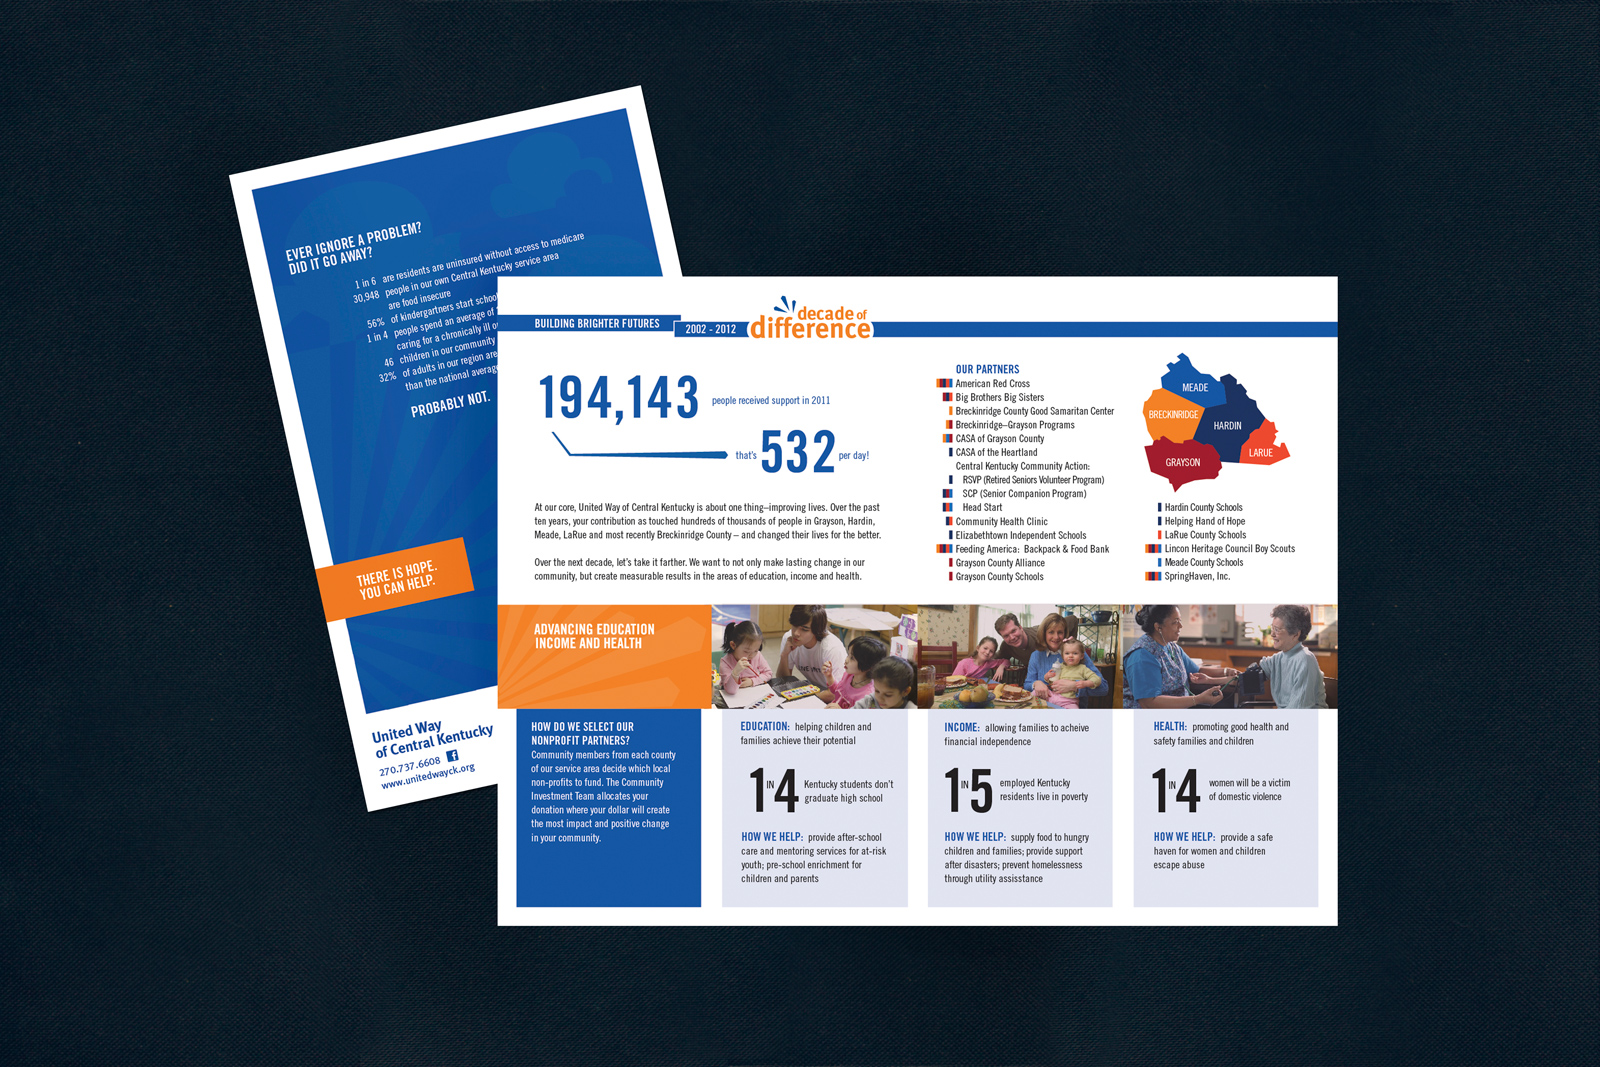 EVER IGNORE A PROBLEM?
DID IT GO AWAY?
1 in 6 are residents are uninsured without access to medicare
30,948 people in our own Central Kentucky service area
are food insecure
56% of kindergartners start school
1 in 4 people spend an average of
caring for a chronically ill
46 children in our community
32% of adults in our region are
than the national average
PROBABLY NOT.
THERE IS HOPE.
YOU CAN HELP.
United Way
of Central Kentucky
270.737.6608 f
www.unitedwayck.org
BUILDING BRIGHTER FUTURES
2002 - 2012
decade of
difference
194,143 people received support in 2011
that's 532 per day!
At our core, United Way of Central Kentucky is about one thing–improving lives. Over the past
ten years, your contribution as touched hundreds of thousands of people in Grayson, Hardin,
Meade, LaRue and most recently Breckinridge County – and changed their lives for the better.
Over the next decade, let's take it farther. We want to not only make lasting change in our
community, but create measurable results in the areas of education, income and health.
OUR PARTNERS
American Red Cross
Big Brothers Big Sisters
Breckinridge County Good Samaritan Center
Breckinridge–Grayson Programs
CASA of Grayson County
CASA of the Heartland
Central Kentucky Community Action:
RSVP (Retired Seniors Volunteer Program)
SCP (Senior Companion Program)
Head Start
Community Health Clinic
Elizabethtown Independent Schools
Feeding America: Backpack & Food Bank
Grayson County Alliance
Grayson County Schools
MEADE
BRECKINRIDGE
HARDIN
LARUE
GRAYSON
Hardin County Schools
Helping Hand of Hope
LaRue County Schools
Lincon Heritage Council Boy Scouts
Meade County Schools
SpringHaven, Inc.
ADVANCING EDUCATION
INCOME AND HEALTH
HOW DO WE SELECT OUR
NONPROFIT PARTNERS?
Community members from each county
of our service area decide which local
non-profits to fund. The Community
Investment Team allocates your
donation where your dollar will create
the most impact and positive change
in your community.
EDUCATION: helping children and
families achieve their potential
1 IN 4 Kentucky students don't
graduate high school
HOW WE HELP: provide after-school
care and mentoring services for at-risk
youth; pre-school enrichment for
children and parents
INCOME: allowing families to acheive
financial independence
1 IN 5 employed Kentucky
residents live in poverty
HOW WE HELP: supply food to hungry
children and families; provide support
after disasters; prevent homelessness
through utility assisstance
HEALTH: promoting good health and
safety families and children
1 IN 4 women will be a victim
of domestic violence
HOW WE HELP: provide a safe
haven for women and children
escape abuse